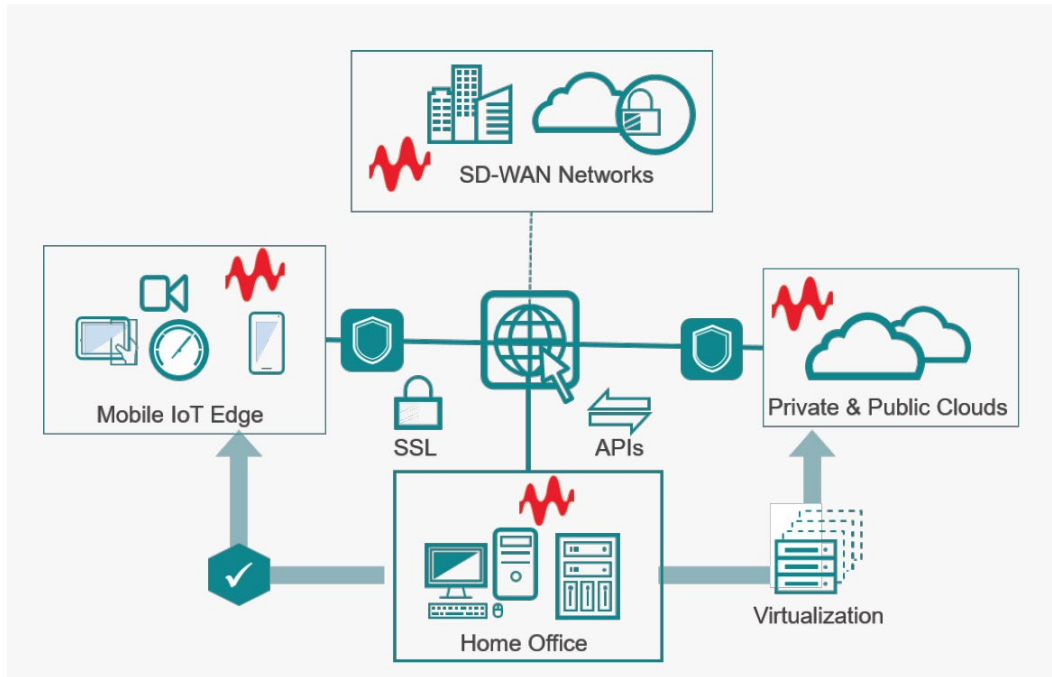 SD-WAN Networks
Mobile IoT Edge
Private & Public Clouds
SSL
APIs
Virtualization
Home Office